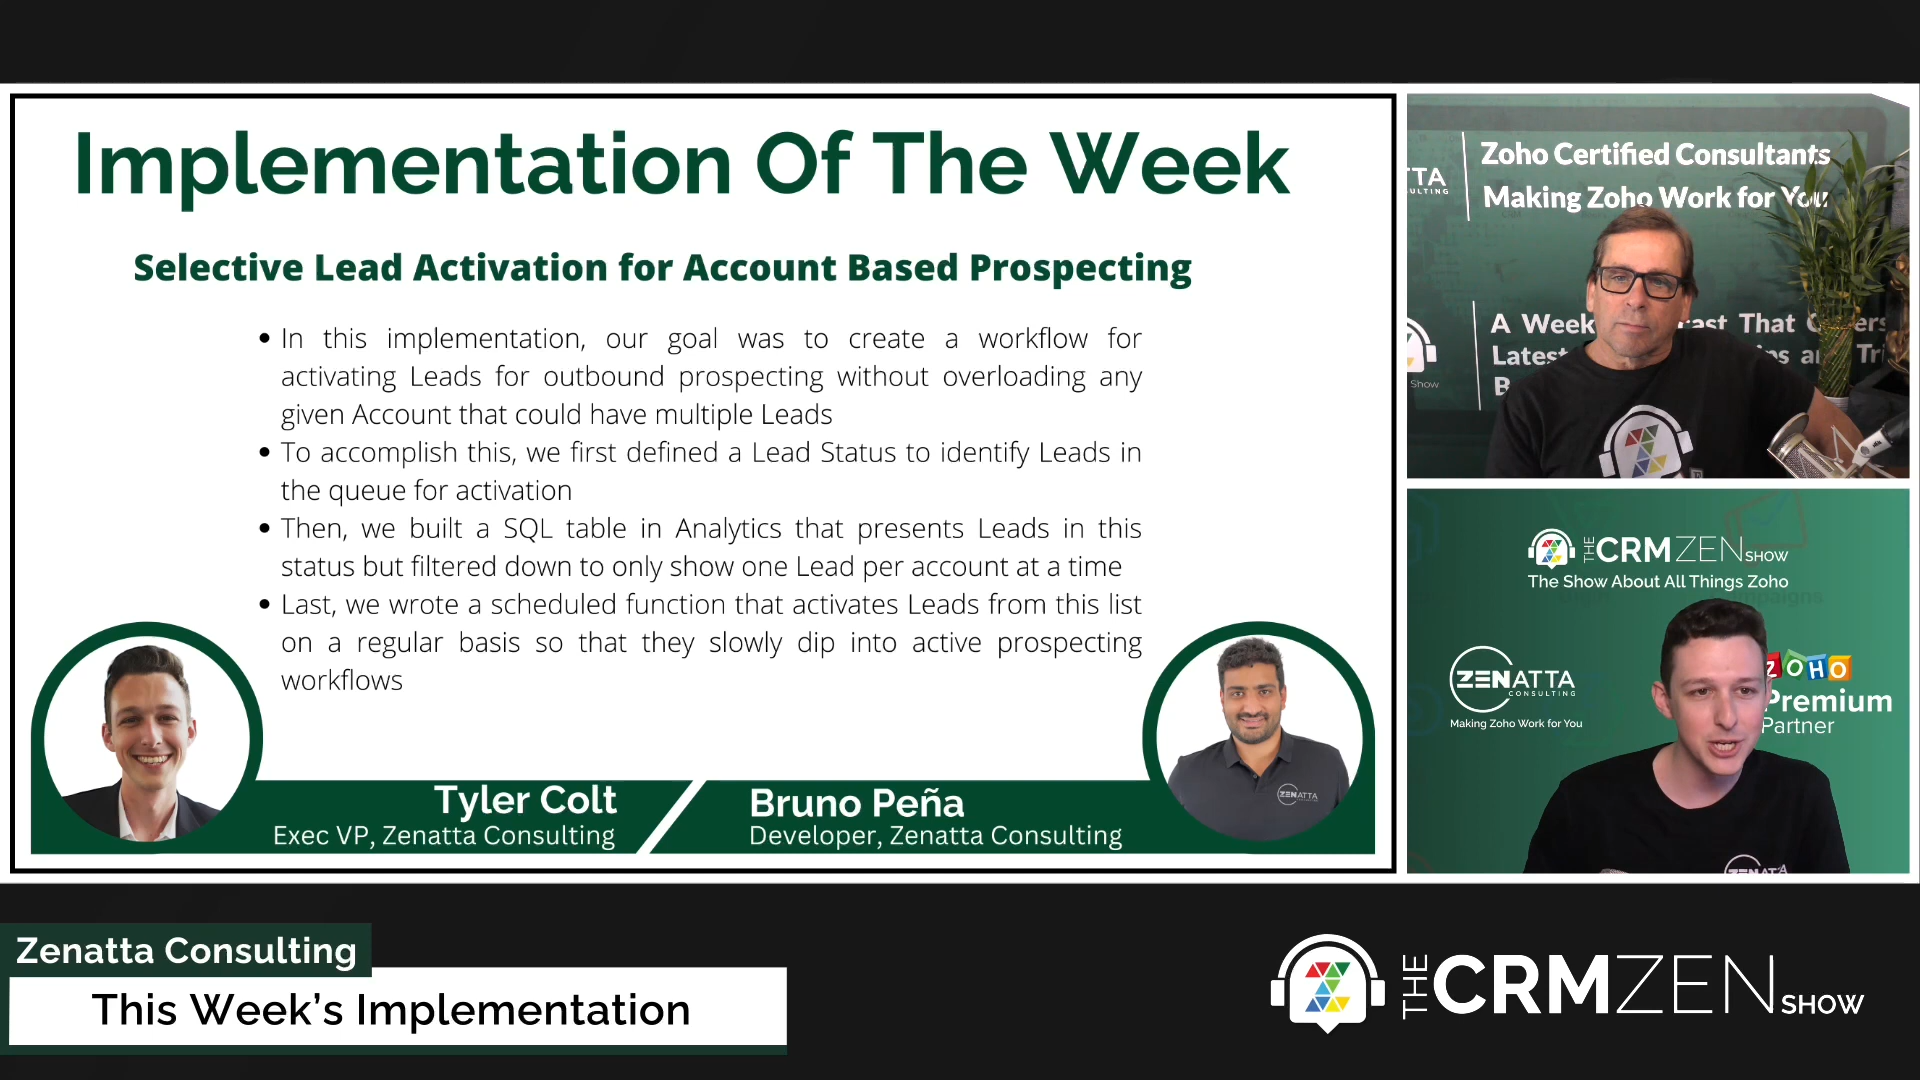 Implementation Of The Week
Selective Lead Activation for Account Based Prospecting
• In this implementation, our goal was to create a workflow for
activating Leads for outbound prospecting without overloading any
given Account that could have multiple Leads
• To accomplish this, we first defined a Lead Status to identify Leads in
the queue for activation
• Then, we built a SQL table in Analytics that presents Leads in this
status but filtered down to only show one Lead per account at a time
• Last, we wrote a scheduled function that activates Leads from this list
on a regular basis so that they slowly dip into active prospecting
workflows
Tyler Colt
Exec VP, Zenatta Consulting
Bruno Peña
Developer, Zenatta Consulting
ZENATTA
Zoho Certified Consultants
Making Zoho Work for You
TTA
ULTING
A Week
Latest
Show
THE CRMZEN SHOW
The Show About All Things Zoho
ZENATTA
CONSULTING
Making Zoho Work for You
ZOHO
Premium
Partner
ZENATTA
Zenatta Consulting
This Week's Implementation
THE CRMZEN SHOW